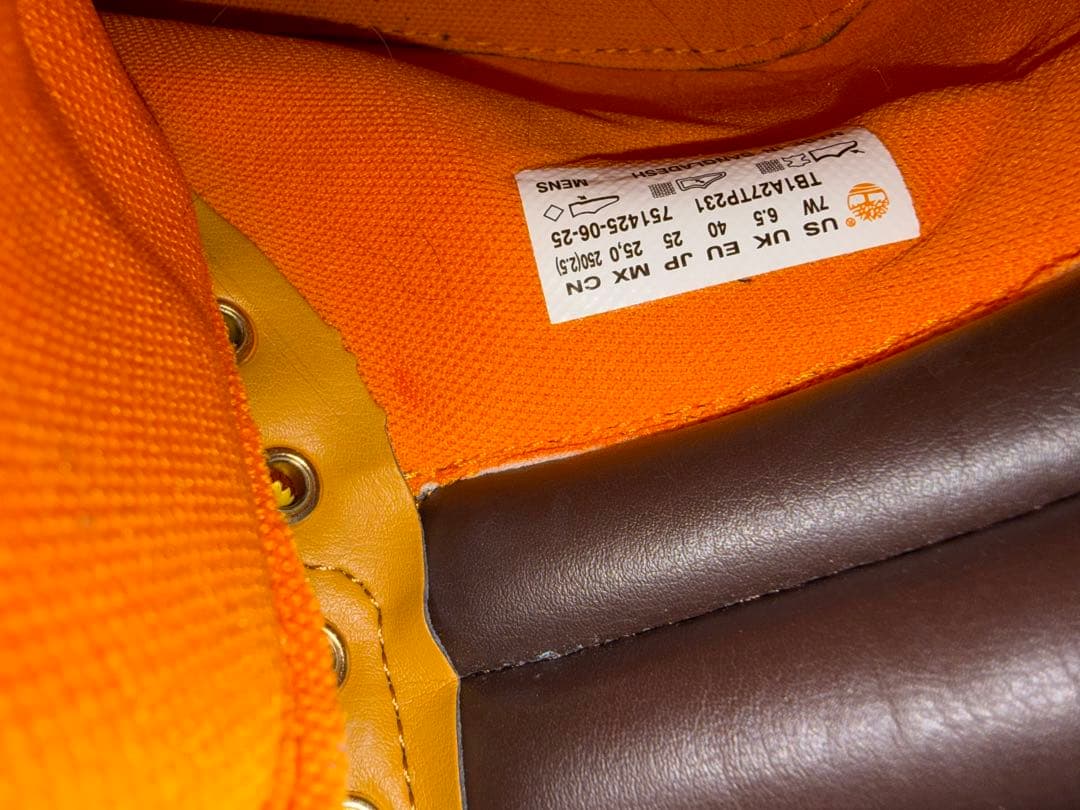 US UK EU JP MX CN
7W 6.5 40 25 25,0 250(2.5)
TB1A27TP231 751425-06-25
BANGLADESH MENS